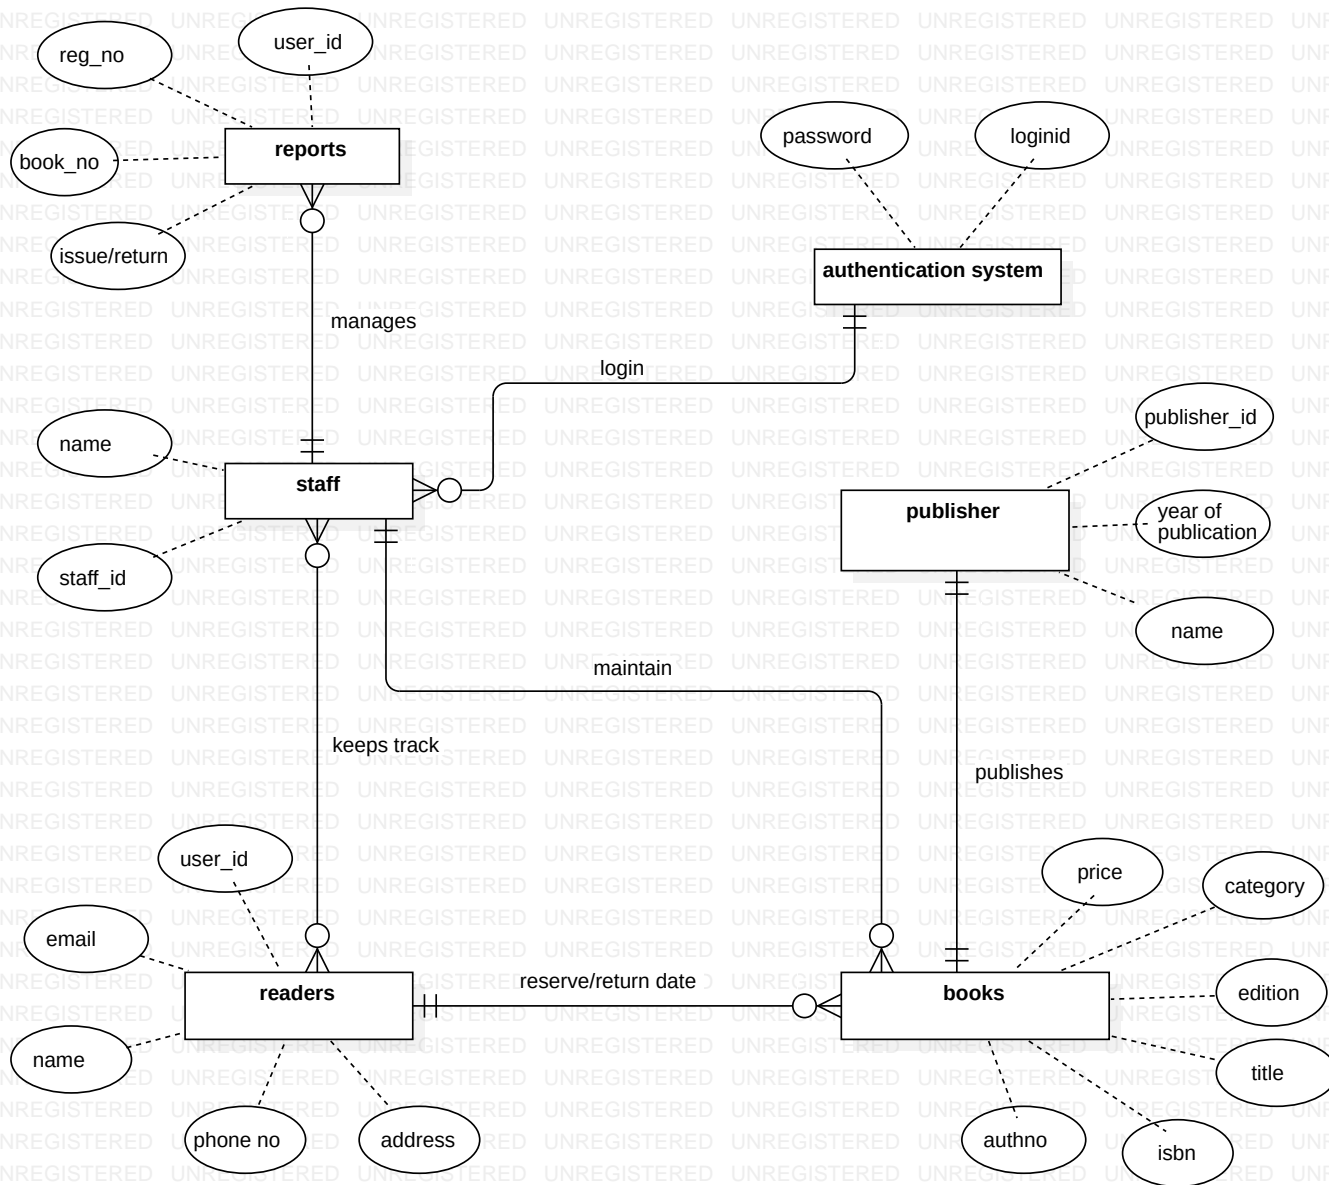 user_id
reg_no
password
loginid
reports
book_no
issue/return
authentication system
manages
login
publisher_id
name
staff
publisher
year of
publication
staff_id
name
maintain
keeps track
publishes
user_id
price
category
email
reserve/return date
readers
books
edition
name
title
phone no
address
authno
isbn
UNREGISTERED